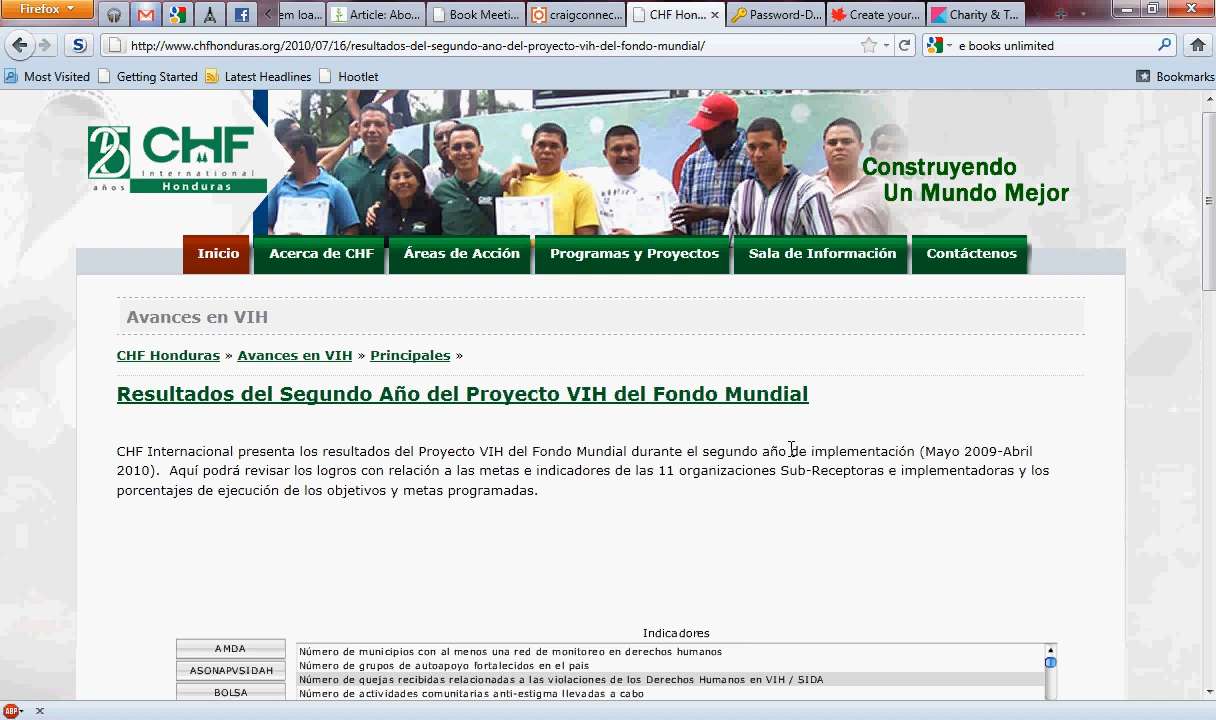 Firefox
em loa...
Article: Abo...
Book Meeti...
craigconnec...
CHF Hon...
Password-D...
Create your...
Charity & T...
http://www.chfhonduras.org/2010/07/16/resultados-del-segundo-ano-del-proyecto-vih-del-fondo-mundial/
e books unlimited
Most Visited
Getting Started
Latest Headlines
Hootlet
Bookmarks
25 años
CHF
International
Honduras
Construyendo
Un Mundo Mejor
Inicio
Acerca de CHF
Áreas de Acción
Programas y Proyectos
Sala de Información
Contáctenos
Avances en VIH
CHF Honduras » Avances en VIH » Principales »
Resultados del Segundo Año del Proyecto VIH del Fondo Mundial
CHF Internacional presenta los resultados del Proyecto VIH del Fondo Mundial durante el segundo año de implementación (Mayo 2009-Abril
2010).  Aquí podrá revisar los logros con relación a las metas e indicadores de las 11 organizaciones Sub-Receptoras e implementadoras y los
porcentajes de ejecución de los objetivos y metas programadas.
Indicadores
AMDA
ASONAPVSIDAH
BOLSA
Número de municipios con al menos una red de monitoreo en derechos humanos
Número de grupos de autoapoyo fortalecidos en el país
Número de quejas recibidas relacionadas a las violaciones de los Derechos Humanos en VIH / SIDA
Número de actividades comunitarias anti-estigma llevadas a cabo
ABP